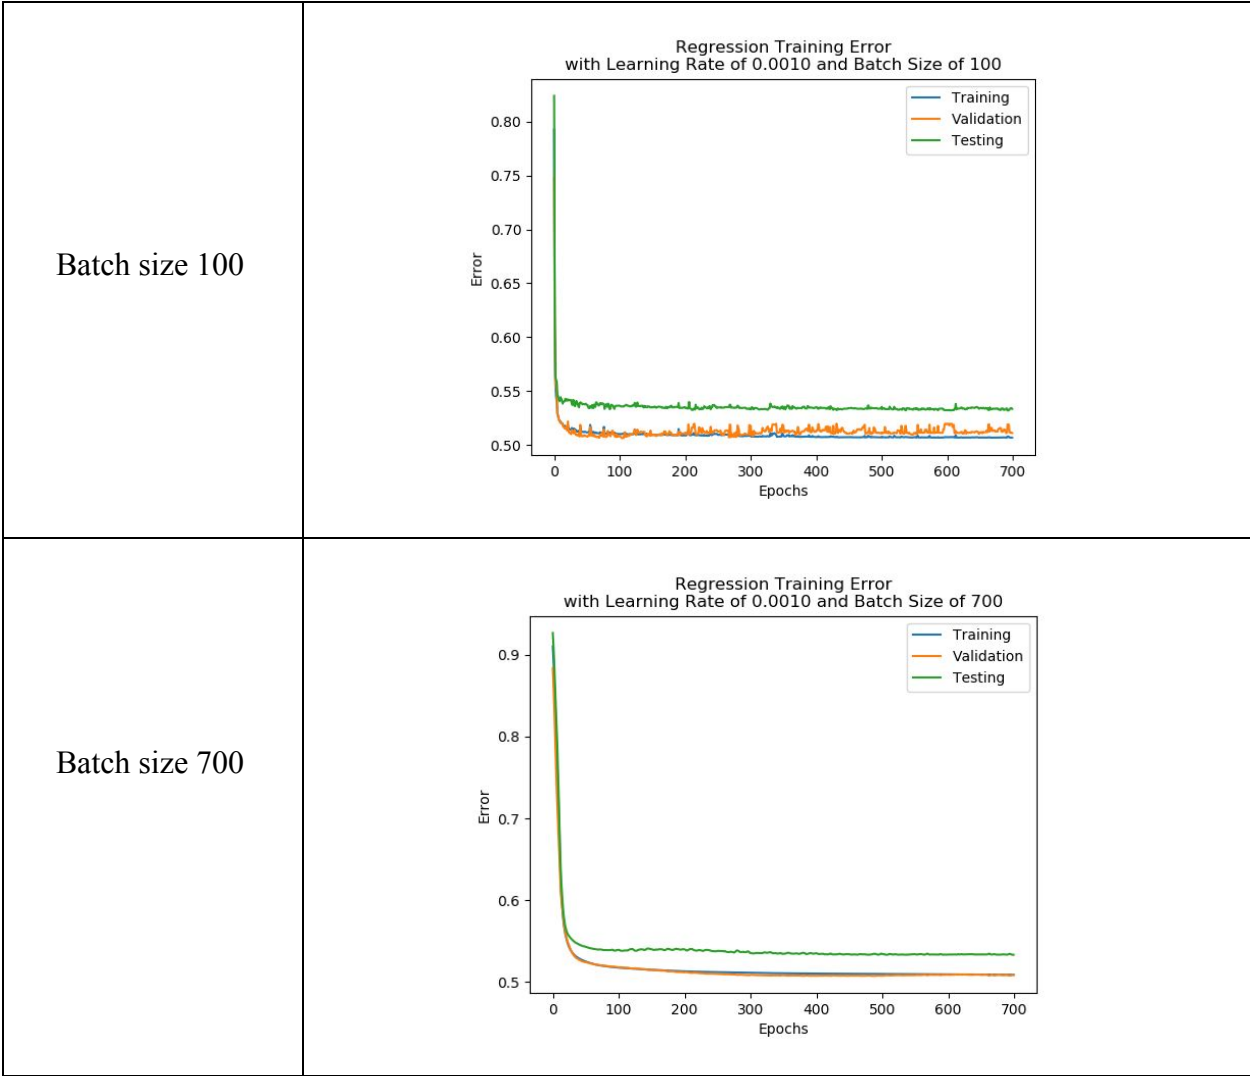 Batch size 100
Regression Training Error
with Learning Rate of 0.0010 and Batch Size of 100
Training
Validation
Testing
0.80
0.75
0.70
0.65
0.60
0.55
0.50
Error
0 100 200 300 400 500 600 700
Epochs
Batch size 700
Regression Training Error
with Learning Rate of 0.0010 and Batch Size of 700
Training
Validation
Testing
0.9
0.8
0.7
0.6
0.5
Error
0 100 200 300 400 500 600 700
Epochs